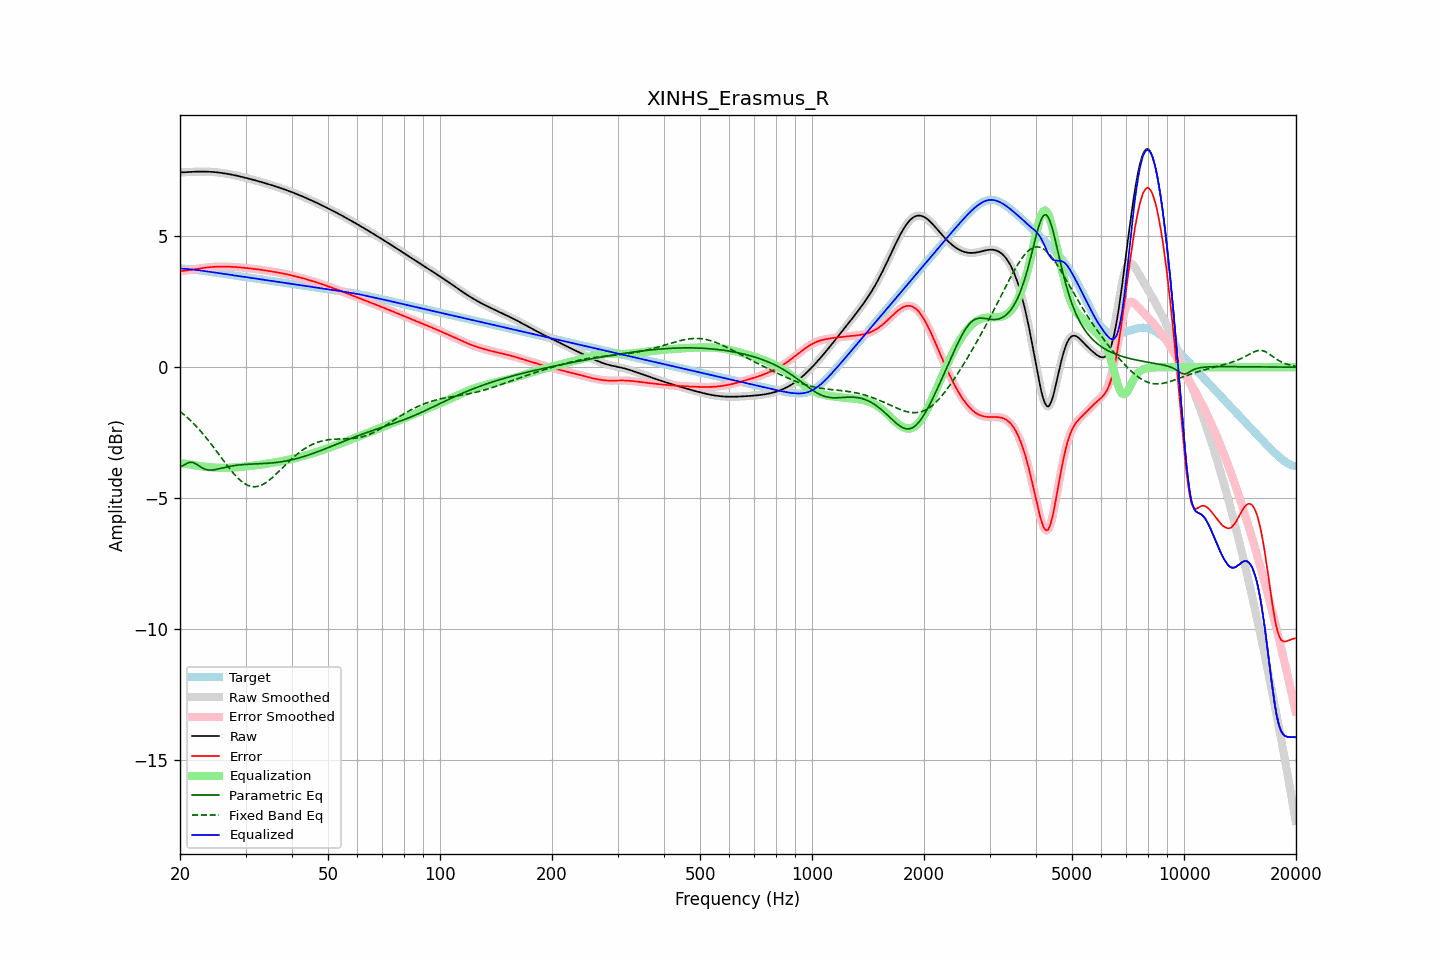 XINHS_Erasmus_R
Amplitude (dBr)
5
0
−5
−10
−15
Target
Raw Smoothed
Error Smoothed
Raw
Error
Equalization
Parametric Eq
Fixed Band Eq
Equalized
20 50 100 200 500 1000 2000 5000 10000 20000
Frequency (Hz)